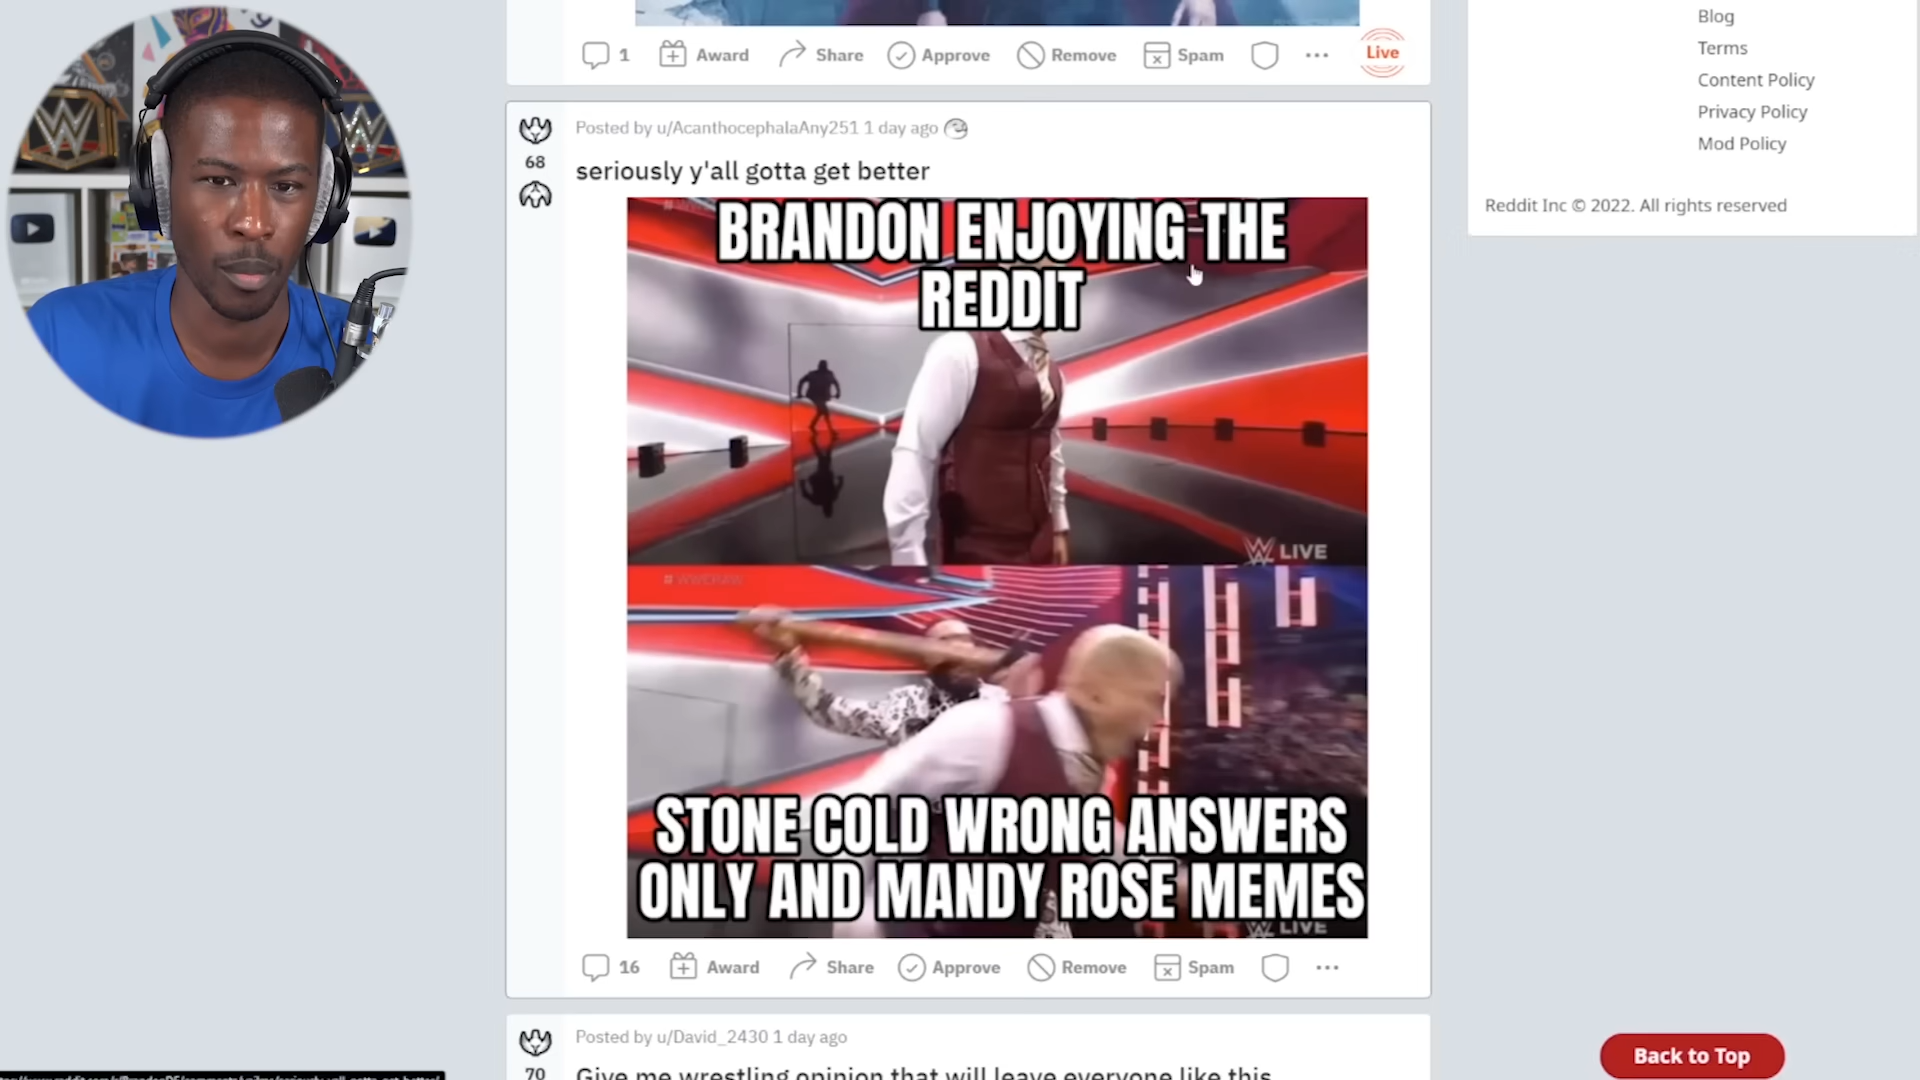 1
Award
Share
Approve
Remove
Spam
Live
Blog
Terms
Content Policy
Privacy Policy
Mod Policy
Reddit Inc © 2022. All rights reserved
Posted by u/AcanthocephalaAny251 1 day ago
68
seriously y'all gotta get better
BRANDON ENJOYING THE
REDDIT
LIVE
#WWERAW
STONE COLD WRONG ANSWERS
ONLY AND MANDY ROSE MEMES
LIVE
16
Award
Share
Approve
Remove
Spam
Posted by u/David_2430 1 day ago
70
Give me wrestling opinion that will leave everyone like this
Back to Top